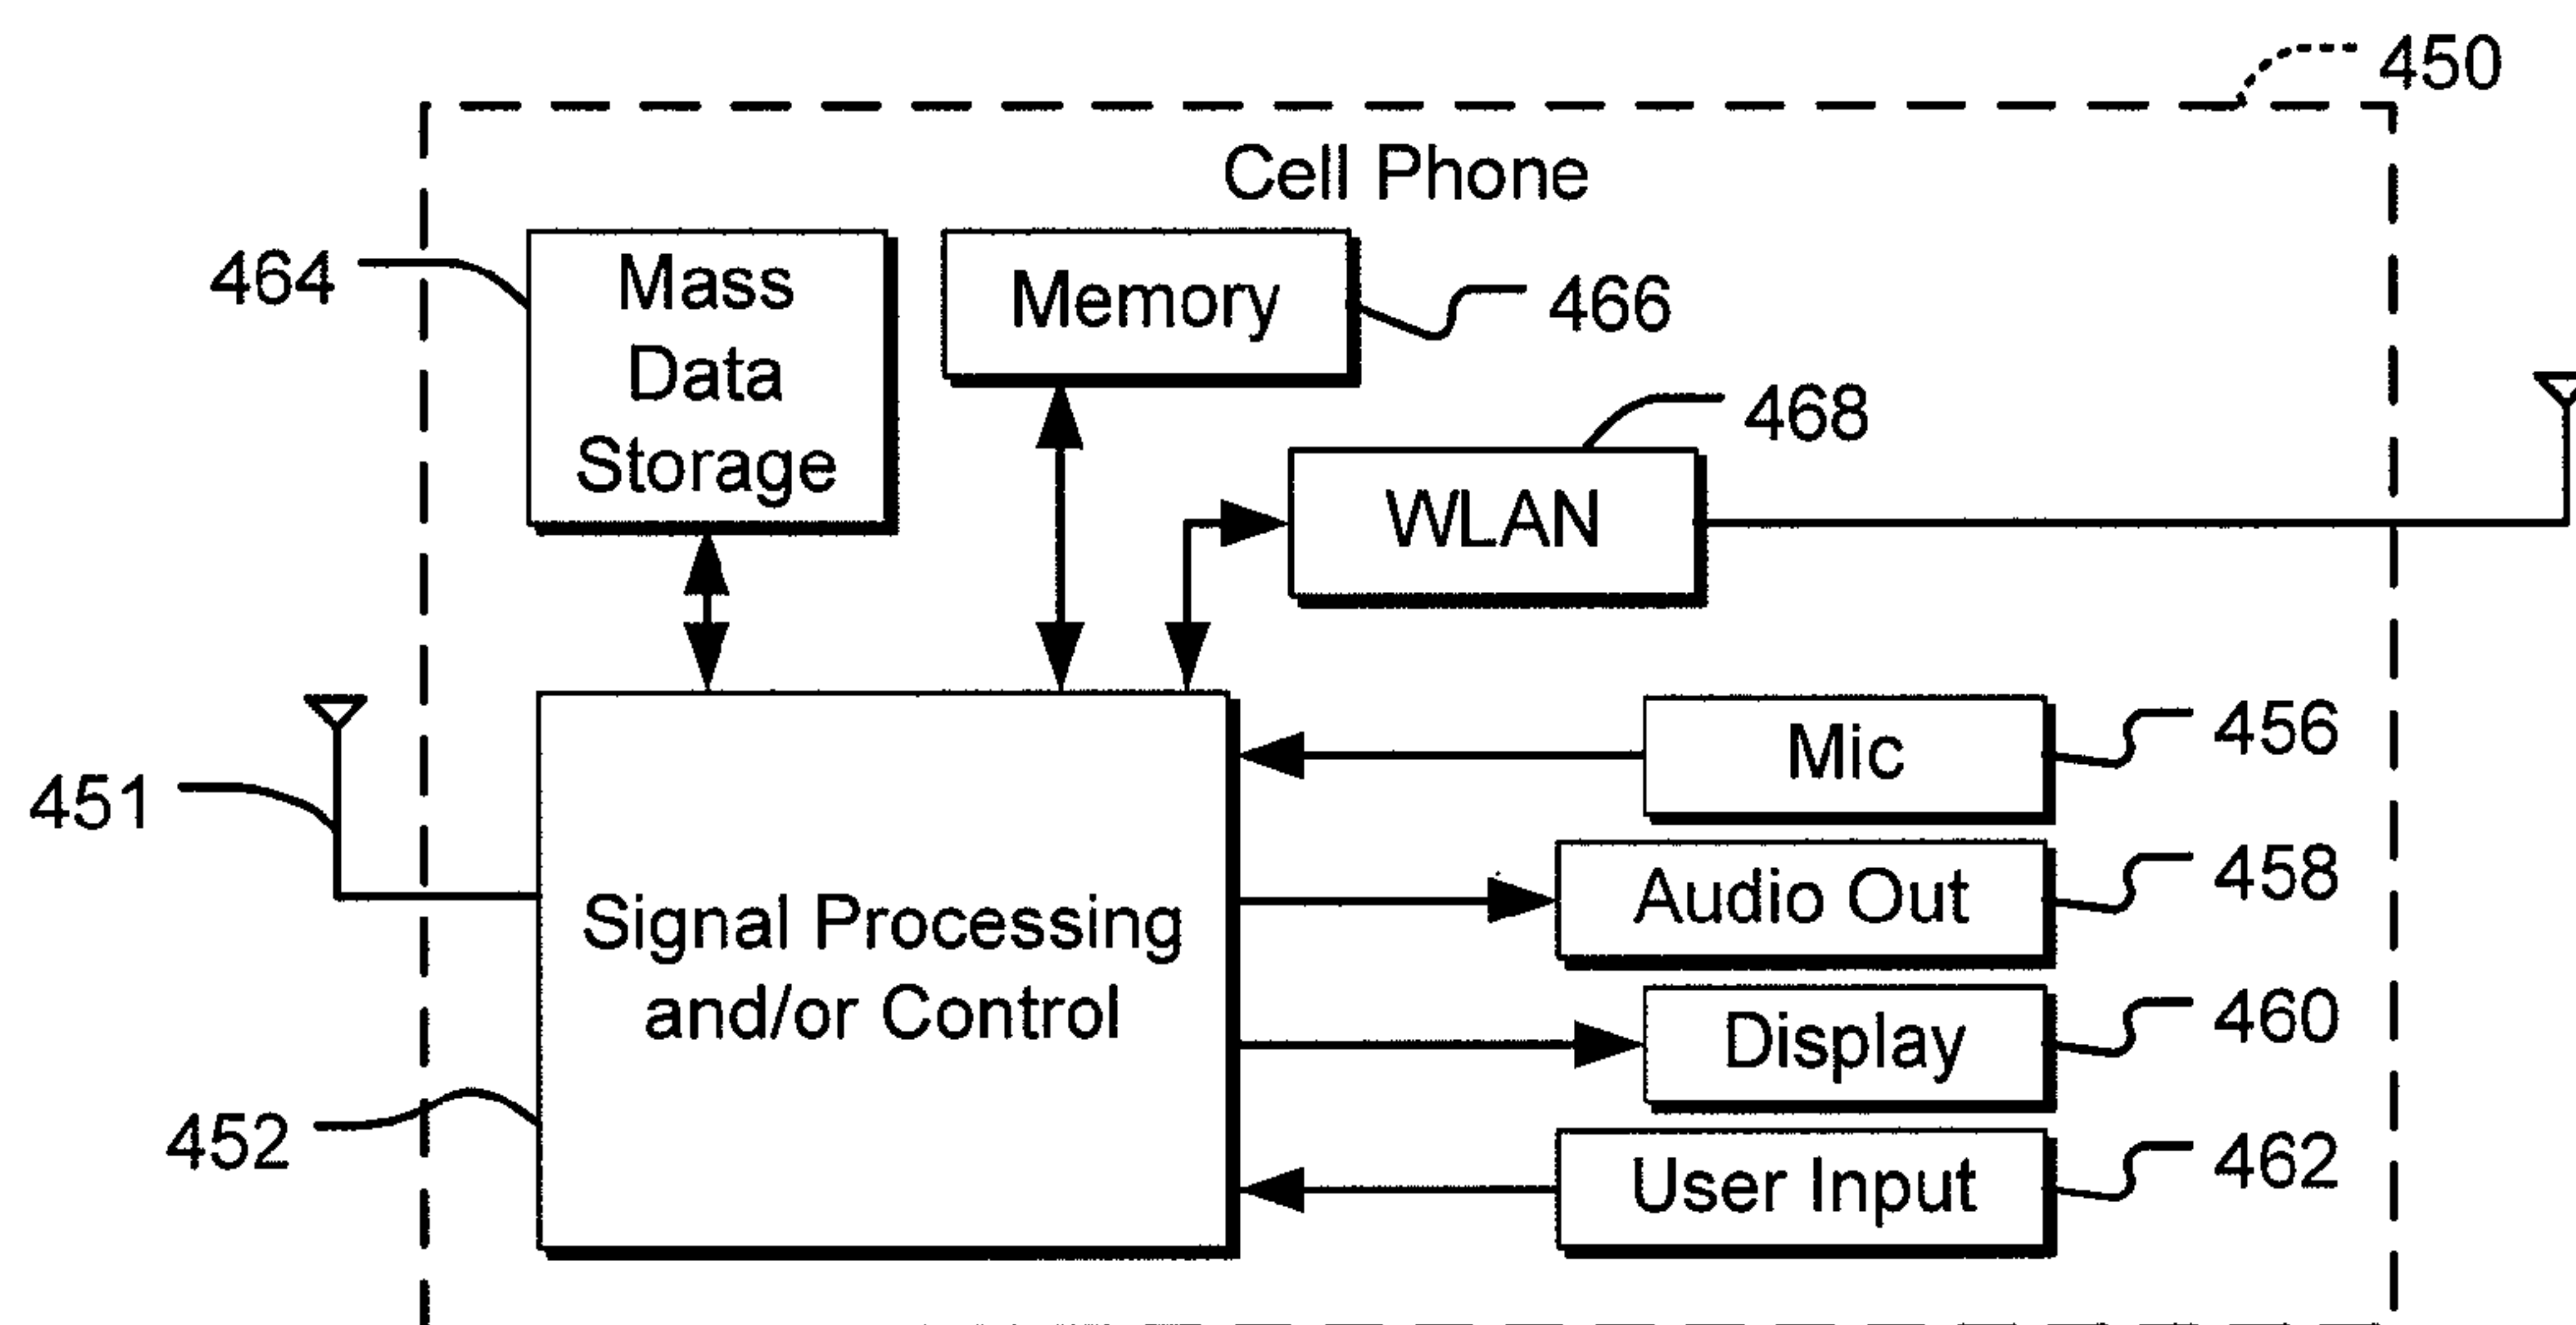 450
Cell Phone
464
Mass
Data
Storage
Memory
466
468
WLAN
451
452
Signal Processing
and/or Control
Mic
456
Audio Out
458
Display
460
User Input
462